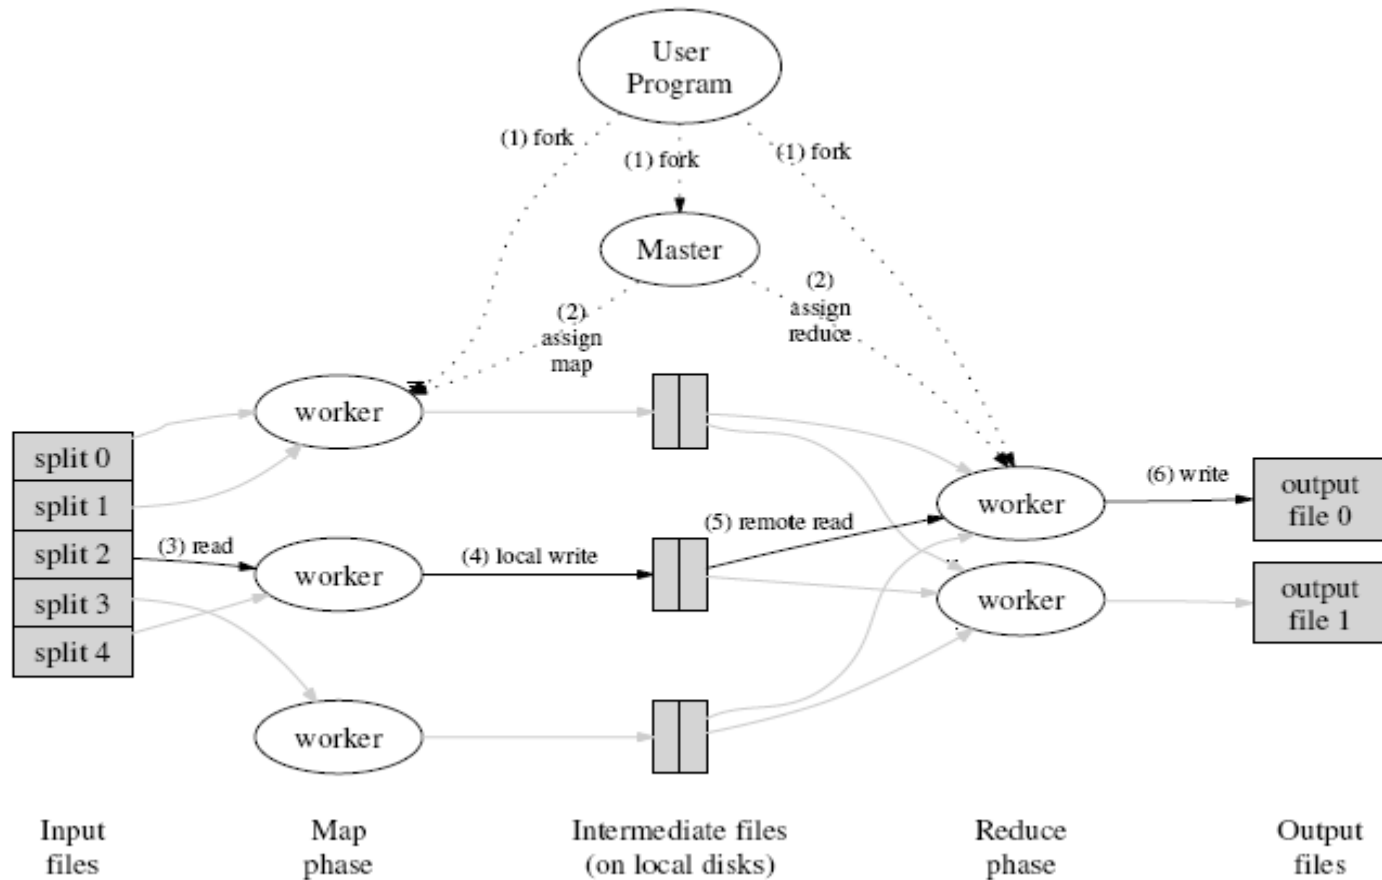 User
Program
(1) fork
(1) fork
(1) fork
Master
(2)
assign
map
(2)
assign
reduce
split 0
split 1
split 2
split 3
split 4
worker
worker
worker
(3) read
(4) local write
(5) remote read
worker
worker
(6) write
output
file 0
output
file 1
Input
files
Map
phase
Intermediate files
(on local disks)
Reduce
phase
Output
files